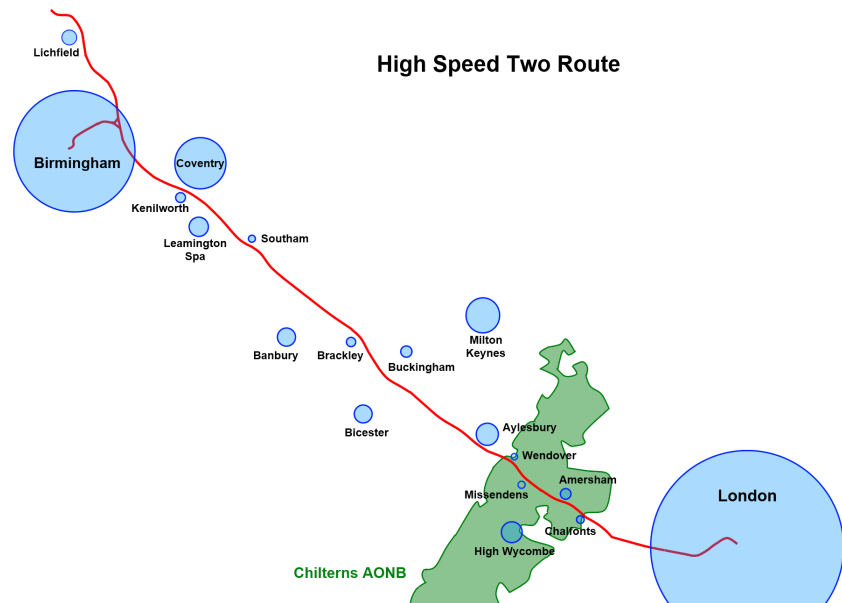 High Speed Two Route
Lichfield
Birmingham
Coventry
Kenilworth
Leamington
Spa
Southam
Banbury
Brackley
Buckingham
Milton
Keynes
Bicester
Aylesbury
Wendover
Missendens
Amersham
London
Chalfonts
High Wycombe
Chilterns AONB